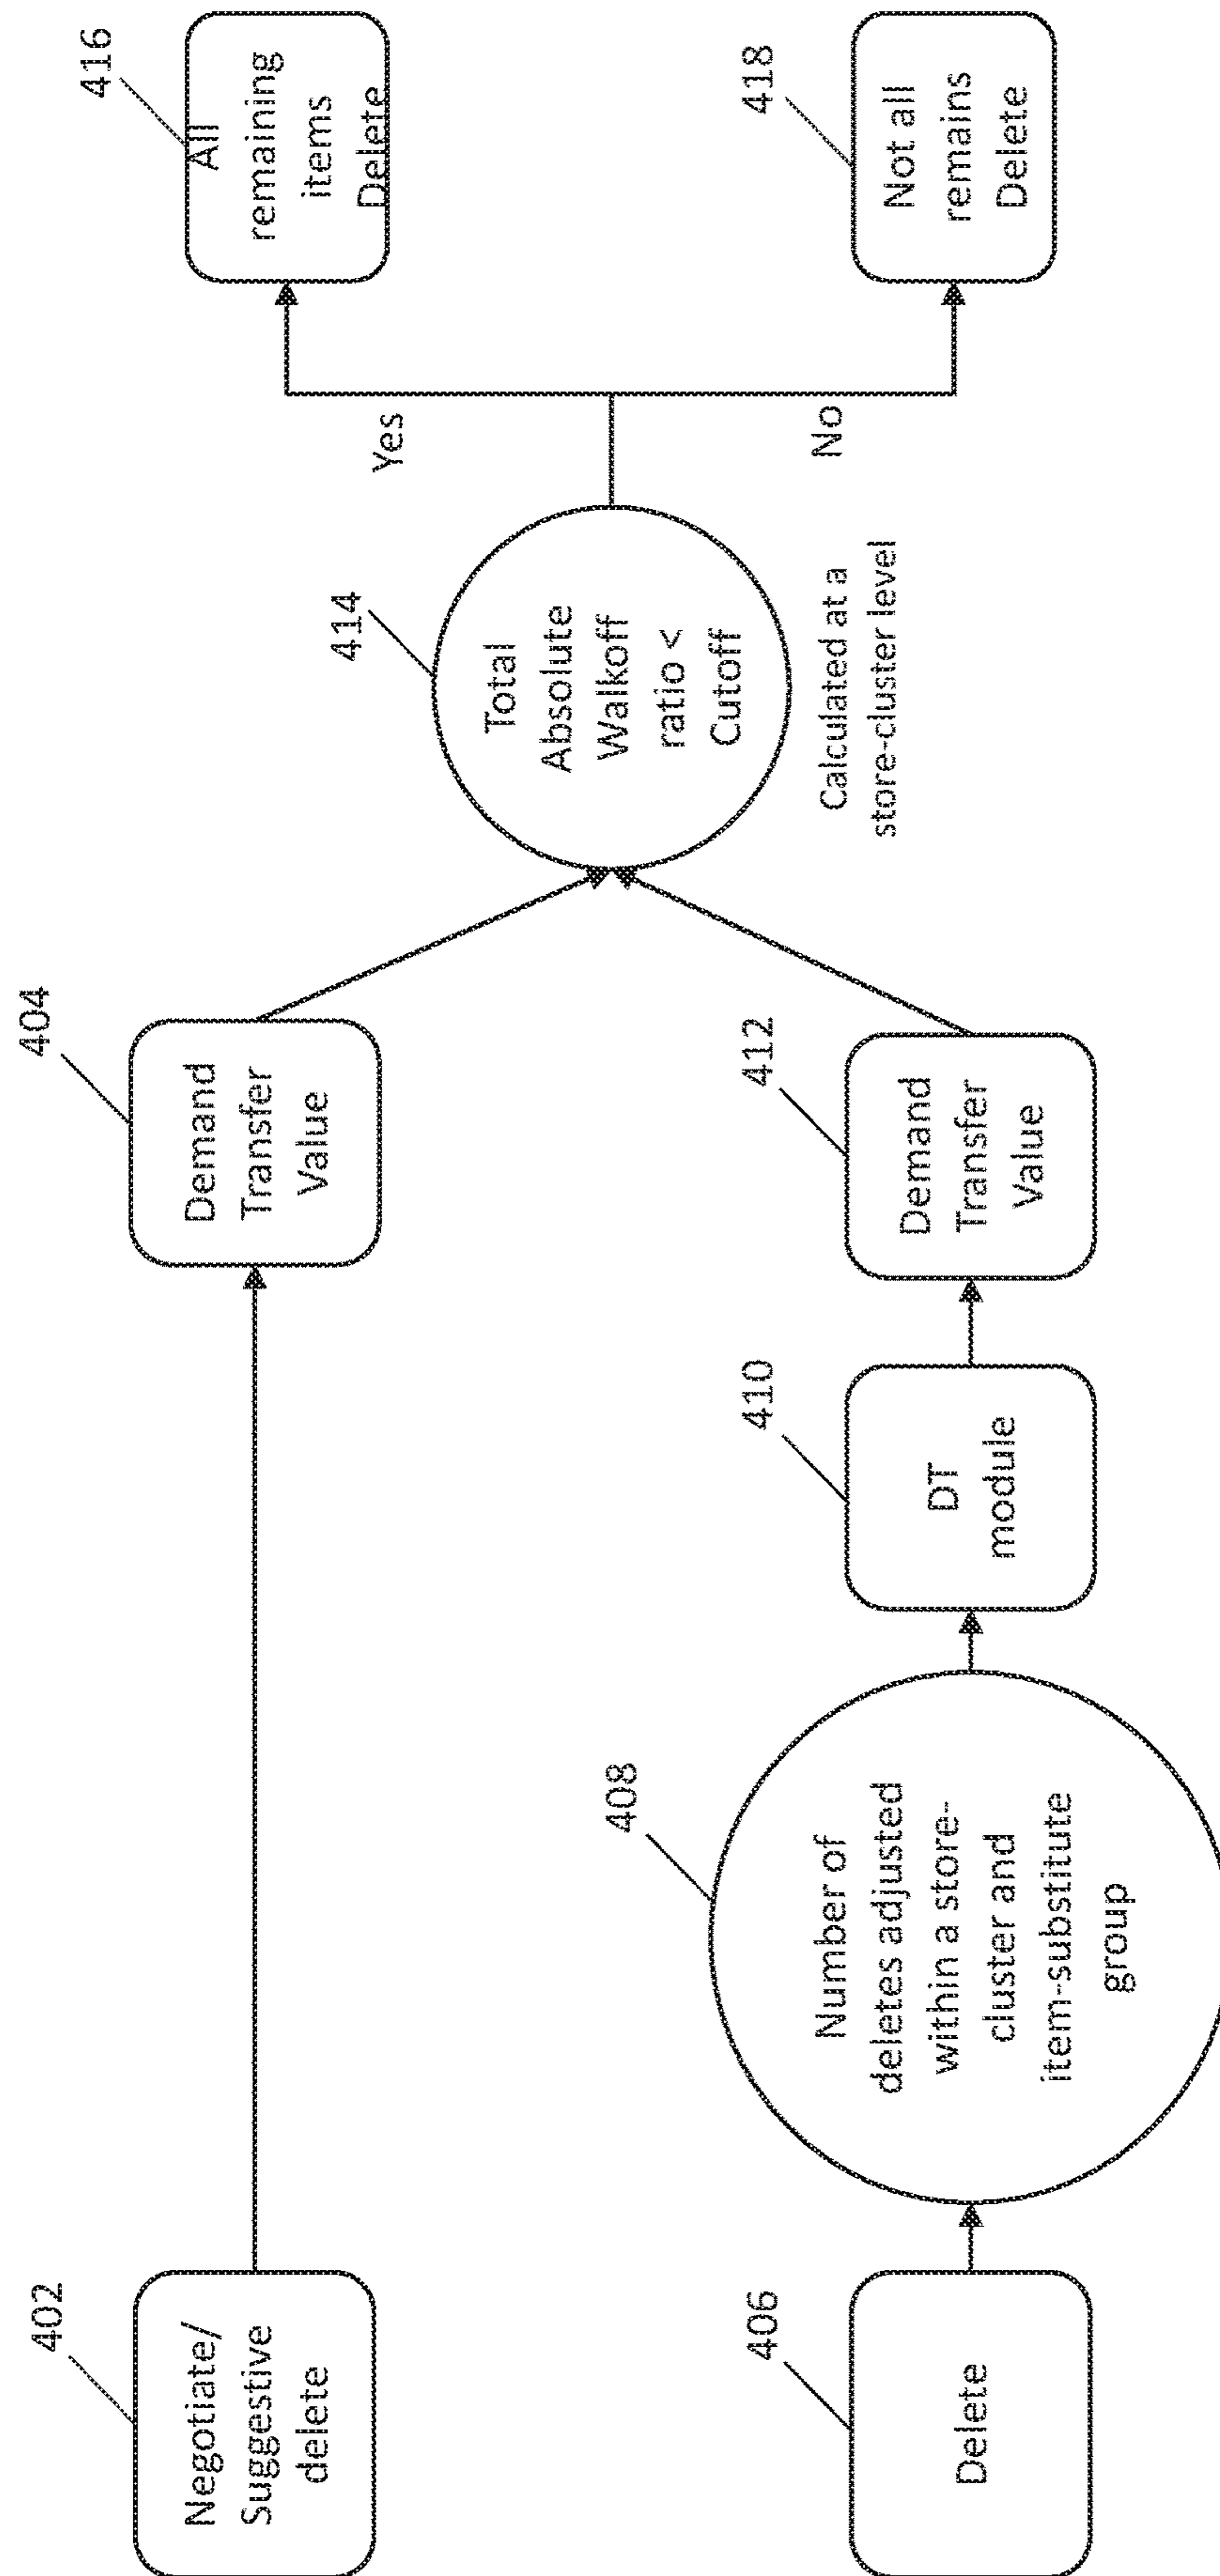 402
Negotiate/
Suggestive
delete
404
Demand
Transfer
Value
406
Delete
408
Number of
deletes adjusted
within a store-
cluster and
item-substitute
group
410
DT
module
412
Demand
Transfer
Value
414
Total
Absolute
Walkoff
ratio <
Cutoff
Calculated at a
store-cluster level
Yes
No
416
All
remaining
items
Delete
418
Not all
remains
Delete